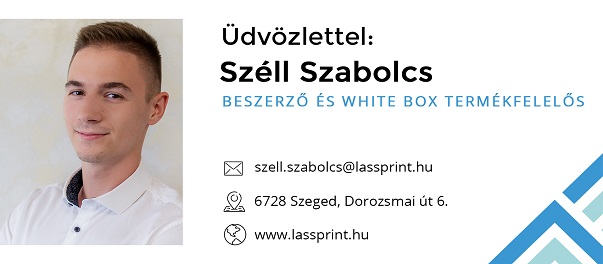 Üdvözlettel:
Széll Szabolcs
BESZERZŐ ÉS WHITE BOX TERMÉKFELELŐS
szell.szabolcs@lassprint.hu
6728 Szeged, Dorozsmai út 6.
www.lassprint.hu